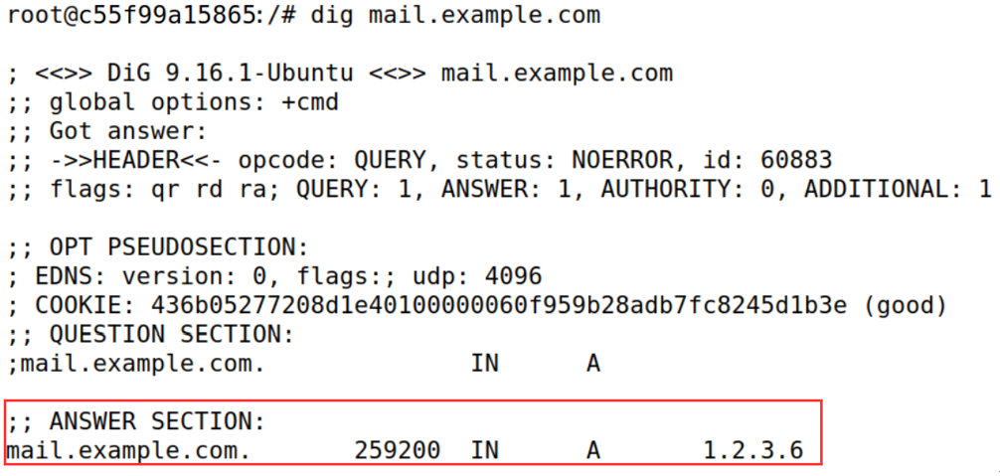 root@c55f99a15865:/# dig mail.example.com
; <<>> DiG 9.16.1-Ubuntu <<>> mail.example.com
;; global options: +cmd
;; Got answer:
;; ->>HEADER<<- opcode: QUERY, status: NOERROR, id: 60883
;; flags: qr rd ra; QUERY: 1, ANSWER: 1, AUTHORITY: 0, ADDITIONAL: 1
;; OPT PSEUDOSECTION:
; EDNS: version: 0, flags:; udp: 4096
; COOKIE: 436b05277208d1e40100000060f959b28adb7fc8245d1b3e (good)
;; QUESTION SECTION:
;mail.example.com. IN A
;; ANSWER SECTION:
mail.example.com. 259200 IN A 1.2.3.6